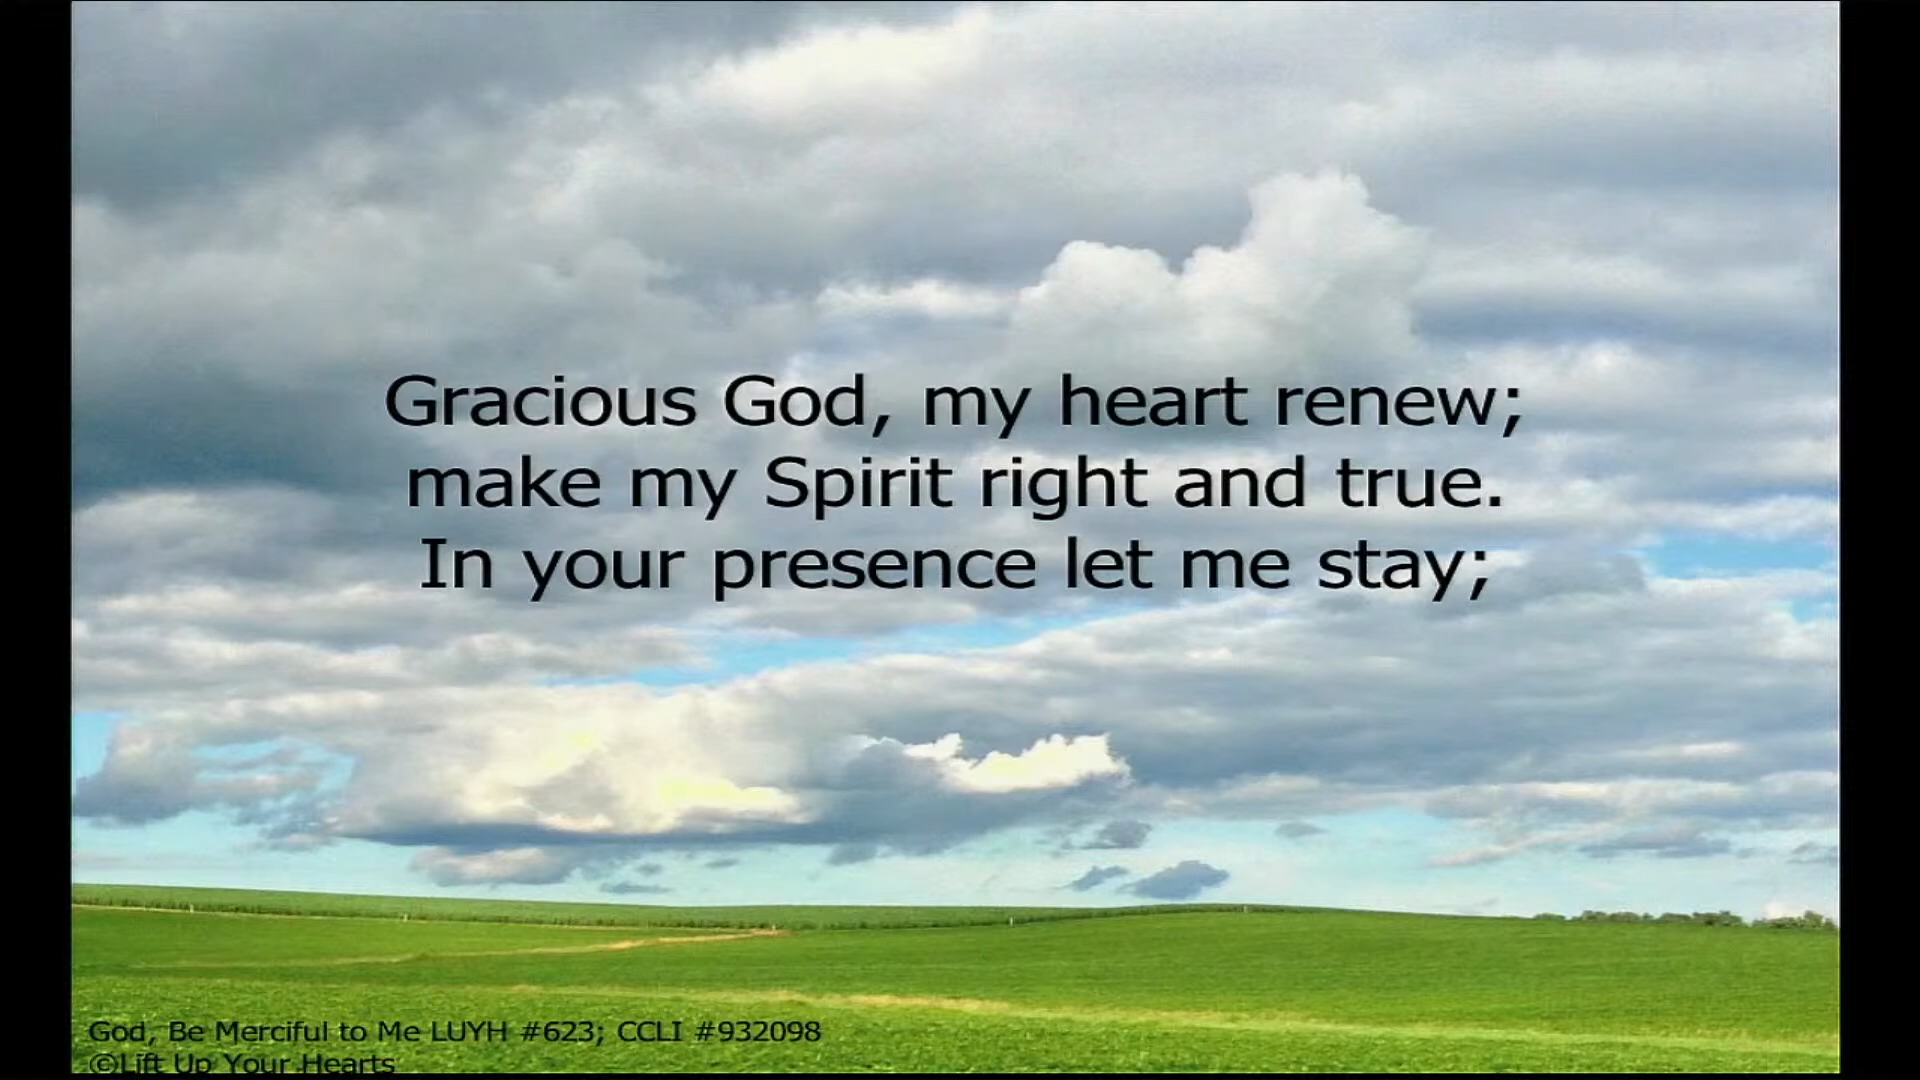 Gracious God, my heart renew;
make my Spirit right and true.
In your presence let me stay;
God, Be Merciful to Me LUYH #623; CCLI #932098
©Lift Up Your Hearts